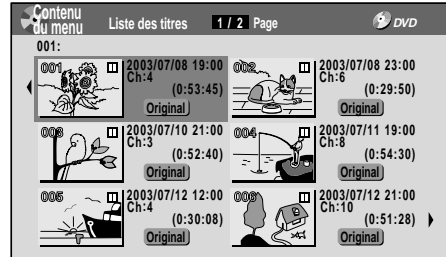 Contenu
du menu
Liste des titres 1 / 2 Page
DVD
001:
001 2003/07/08 19:00
Ch:4
(0:53:45)
Original
002 2003/07/08 23:00
Ch:6
(0:29:50)
Original
003 2003/07/10 21:00
Ch:3
(0:52:40)
Original
004 2003/07/11 19:00
Ch:8
(0:54:30)
Original
005 2003/07/12 12:00
Ch:4
(0:30:08)
Original
006 2003/07/12 21:00
Ch:10
(0:51:28)
Original